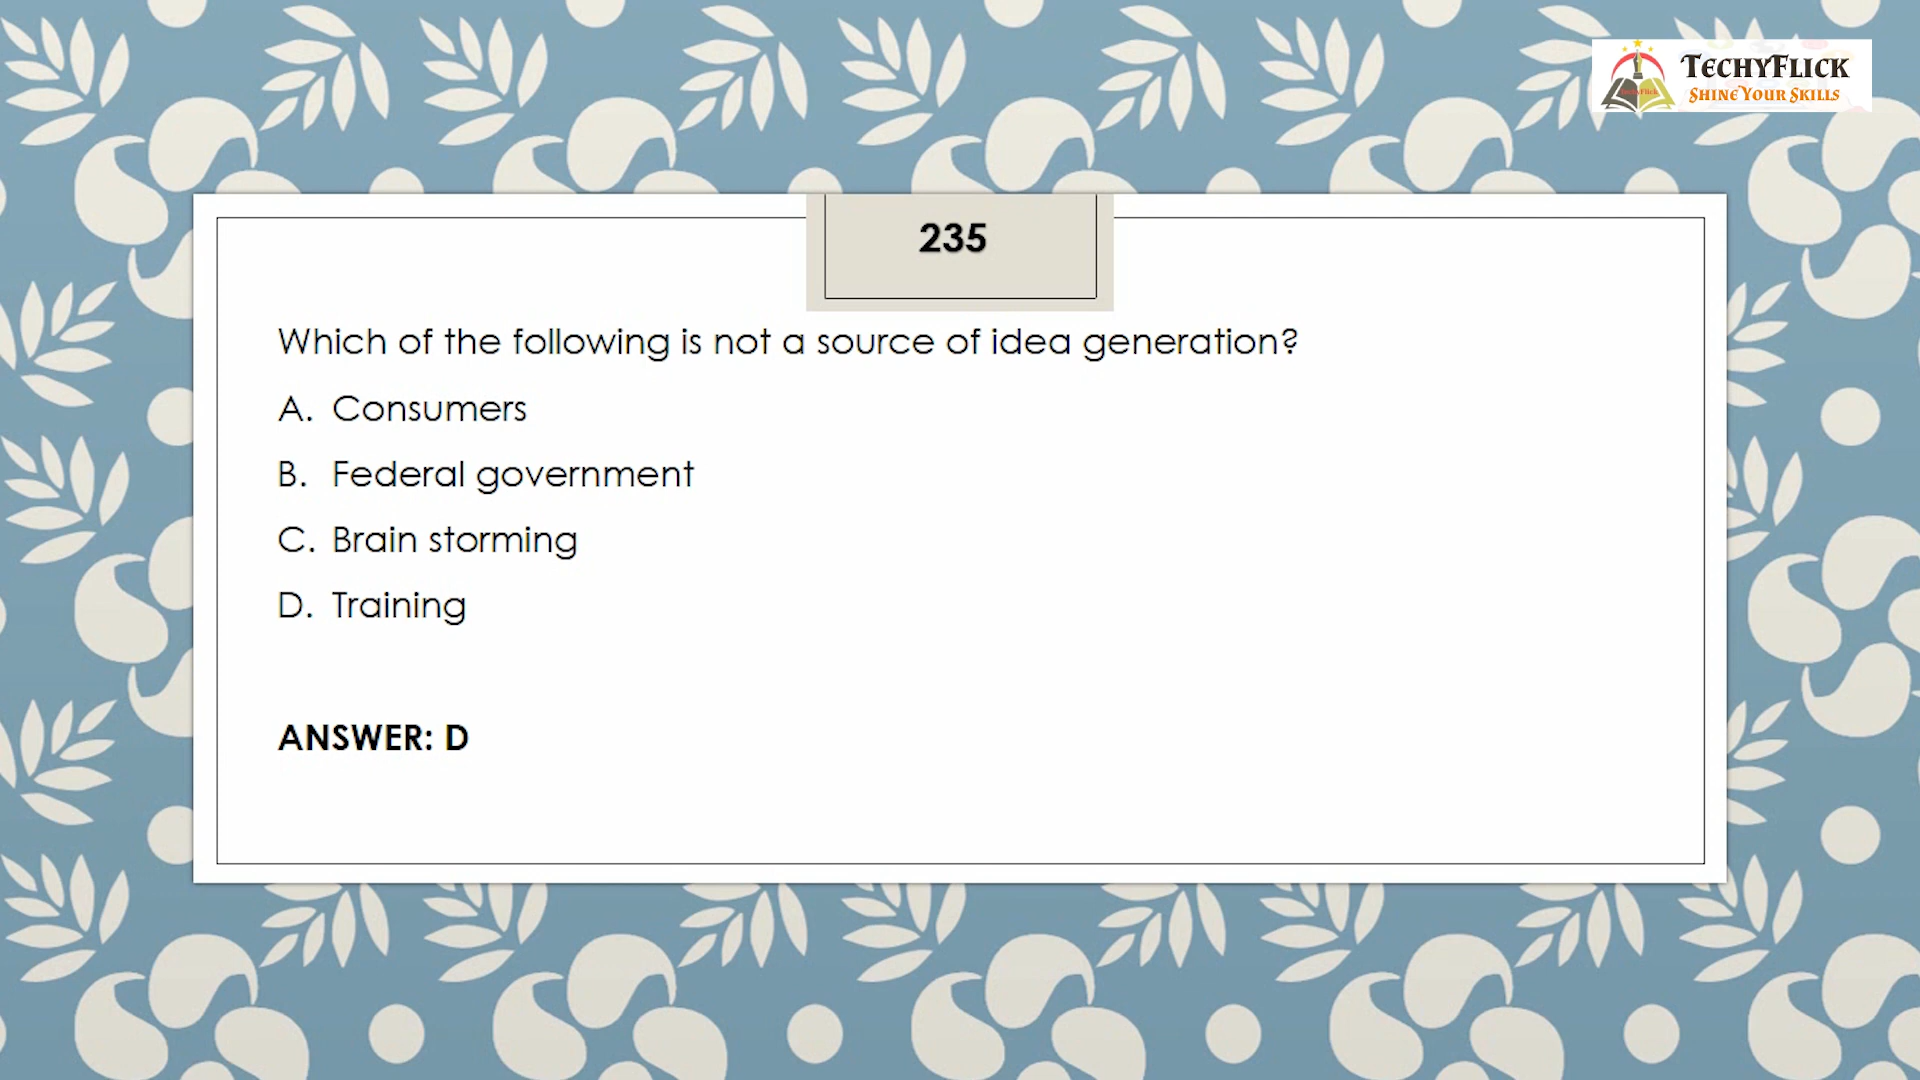 TECHYFLICK
SHINE YOUR SKILLS
235
Which of the following is not a source of idea generation?
A. Consumers
B. Federal government
C. Brain storming
D. Training
ANSWER: D